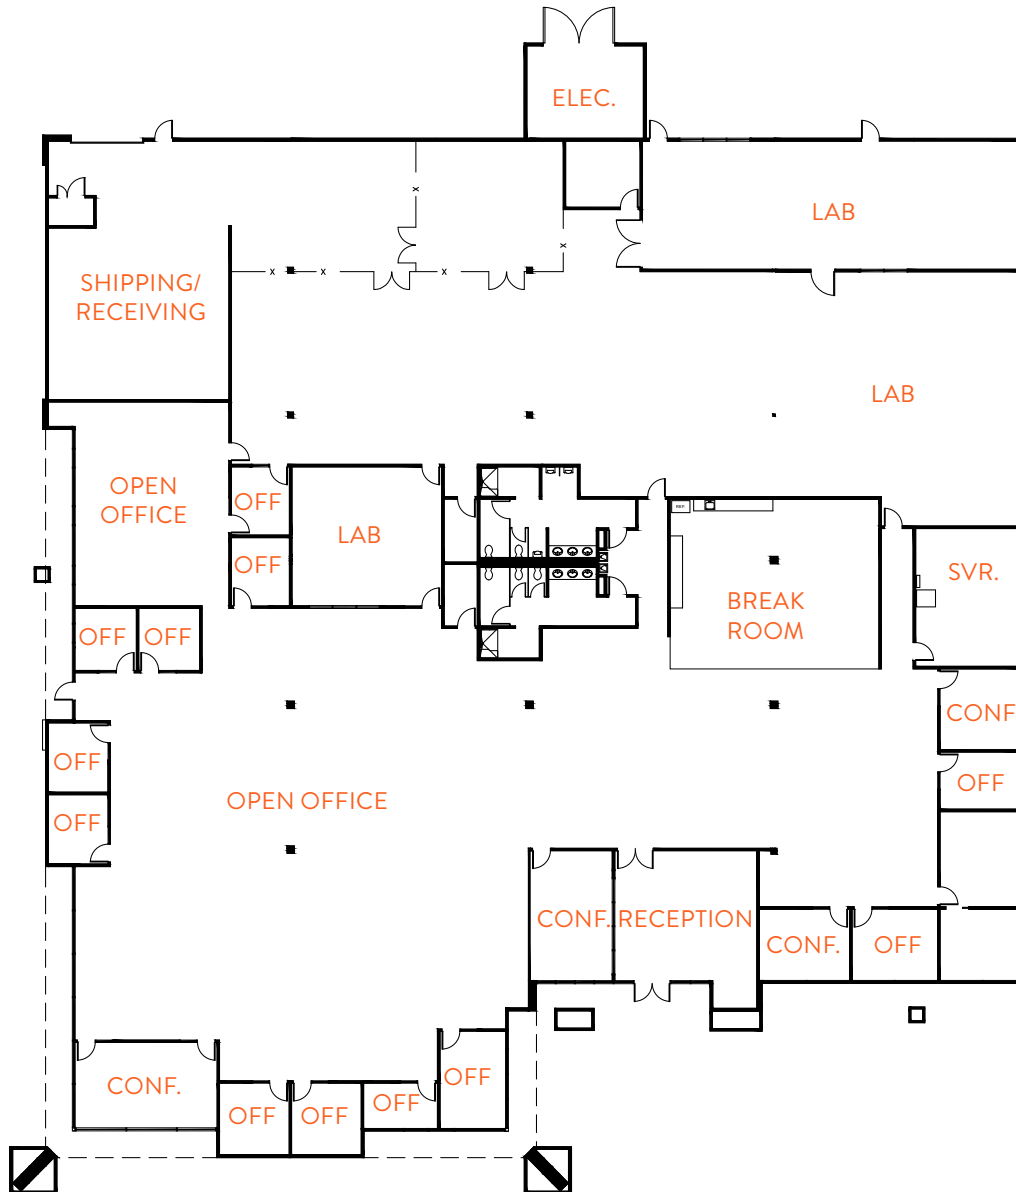 ELEC.
LAB
SHIPPING/
RECEIVING
x
x
x
x
x
LAB
OPEN
OFFICE
OFF
LAB
OFF
REF.
BREAK
ROOM
SVR.
OFF
OFF
CONF
OFF
OFF
OPEN OFFICE
OFF
CONF.
RECEPTION
CONF.
OFF
CONF.
OFF
OFF
OFF
OFF